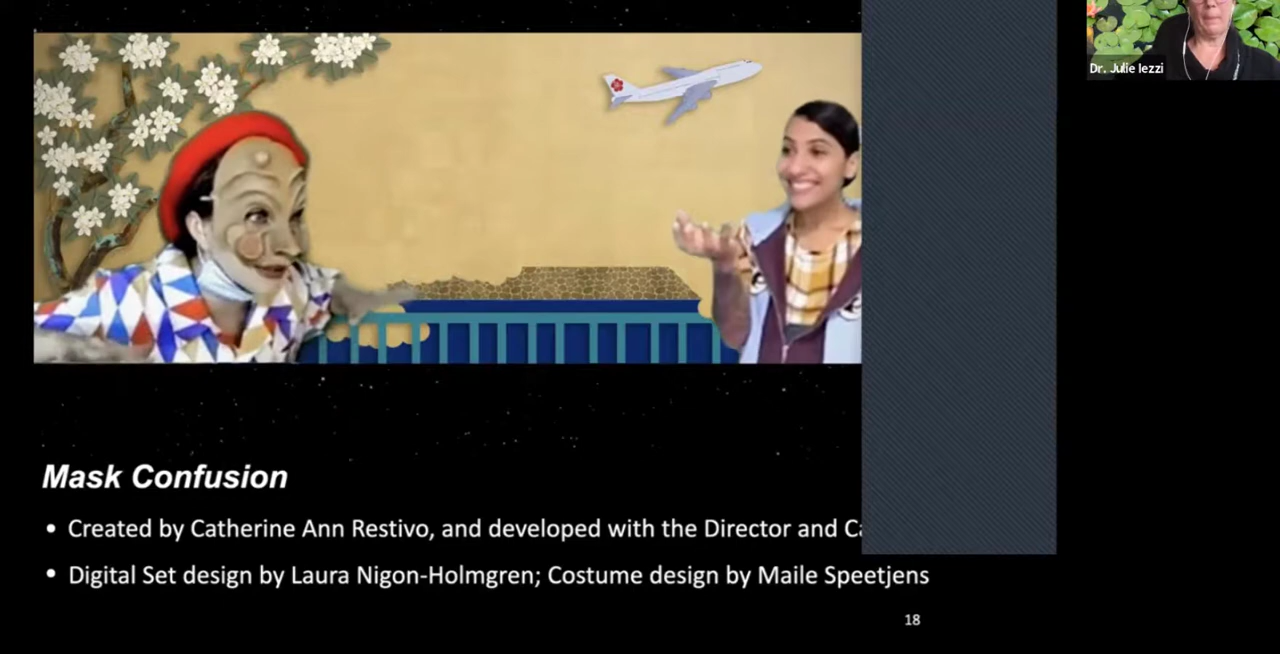 Dr. Julie Iezzi
Mask Confusion
• Created by Catherine Ann Restivo, and developed with the Director and
• Digital Set design by Laura Nigon-Holmgren; Costume design by Maile Speetjens
18